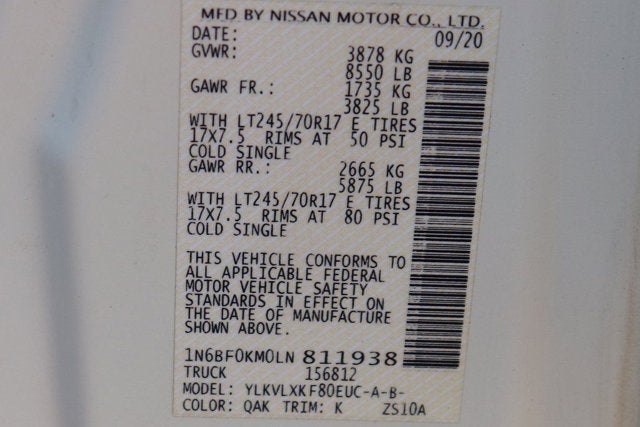 MFD BY NISSAN MOTOR CO., LTD.
DATE: 09/20
GVWR: 3878 KG
8550 LB
GAWR FR.: 1735 KG
3825 LB
WITH LT245/70R17 E TIRES
17X7.5 RIMS AT 50 PSI
COLD SINGLE
GAWR RR.: 2665 KG
5875 LB
WITH LT245/70R17 E TIRES
17X7.5 RIMS AT 80 PSI
COLD SINGLE
THIS VEHICLE CONFORMS TO
ALL APPLICABLE FEDERAL
MOTOR VEHICLE SAFETY
STANDARDS IN EFFECT ON
THE DATE OF MANUFACTURE
SHOWN ABOVE.
1N6BF0KM0LN 811938
TRUCK 156812
MODEL: YLKVLXKF80EUC-A-B-
COLOR: QAK TRIM: K ZS10A